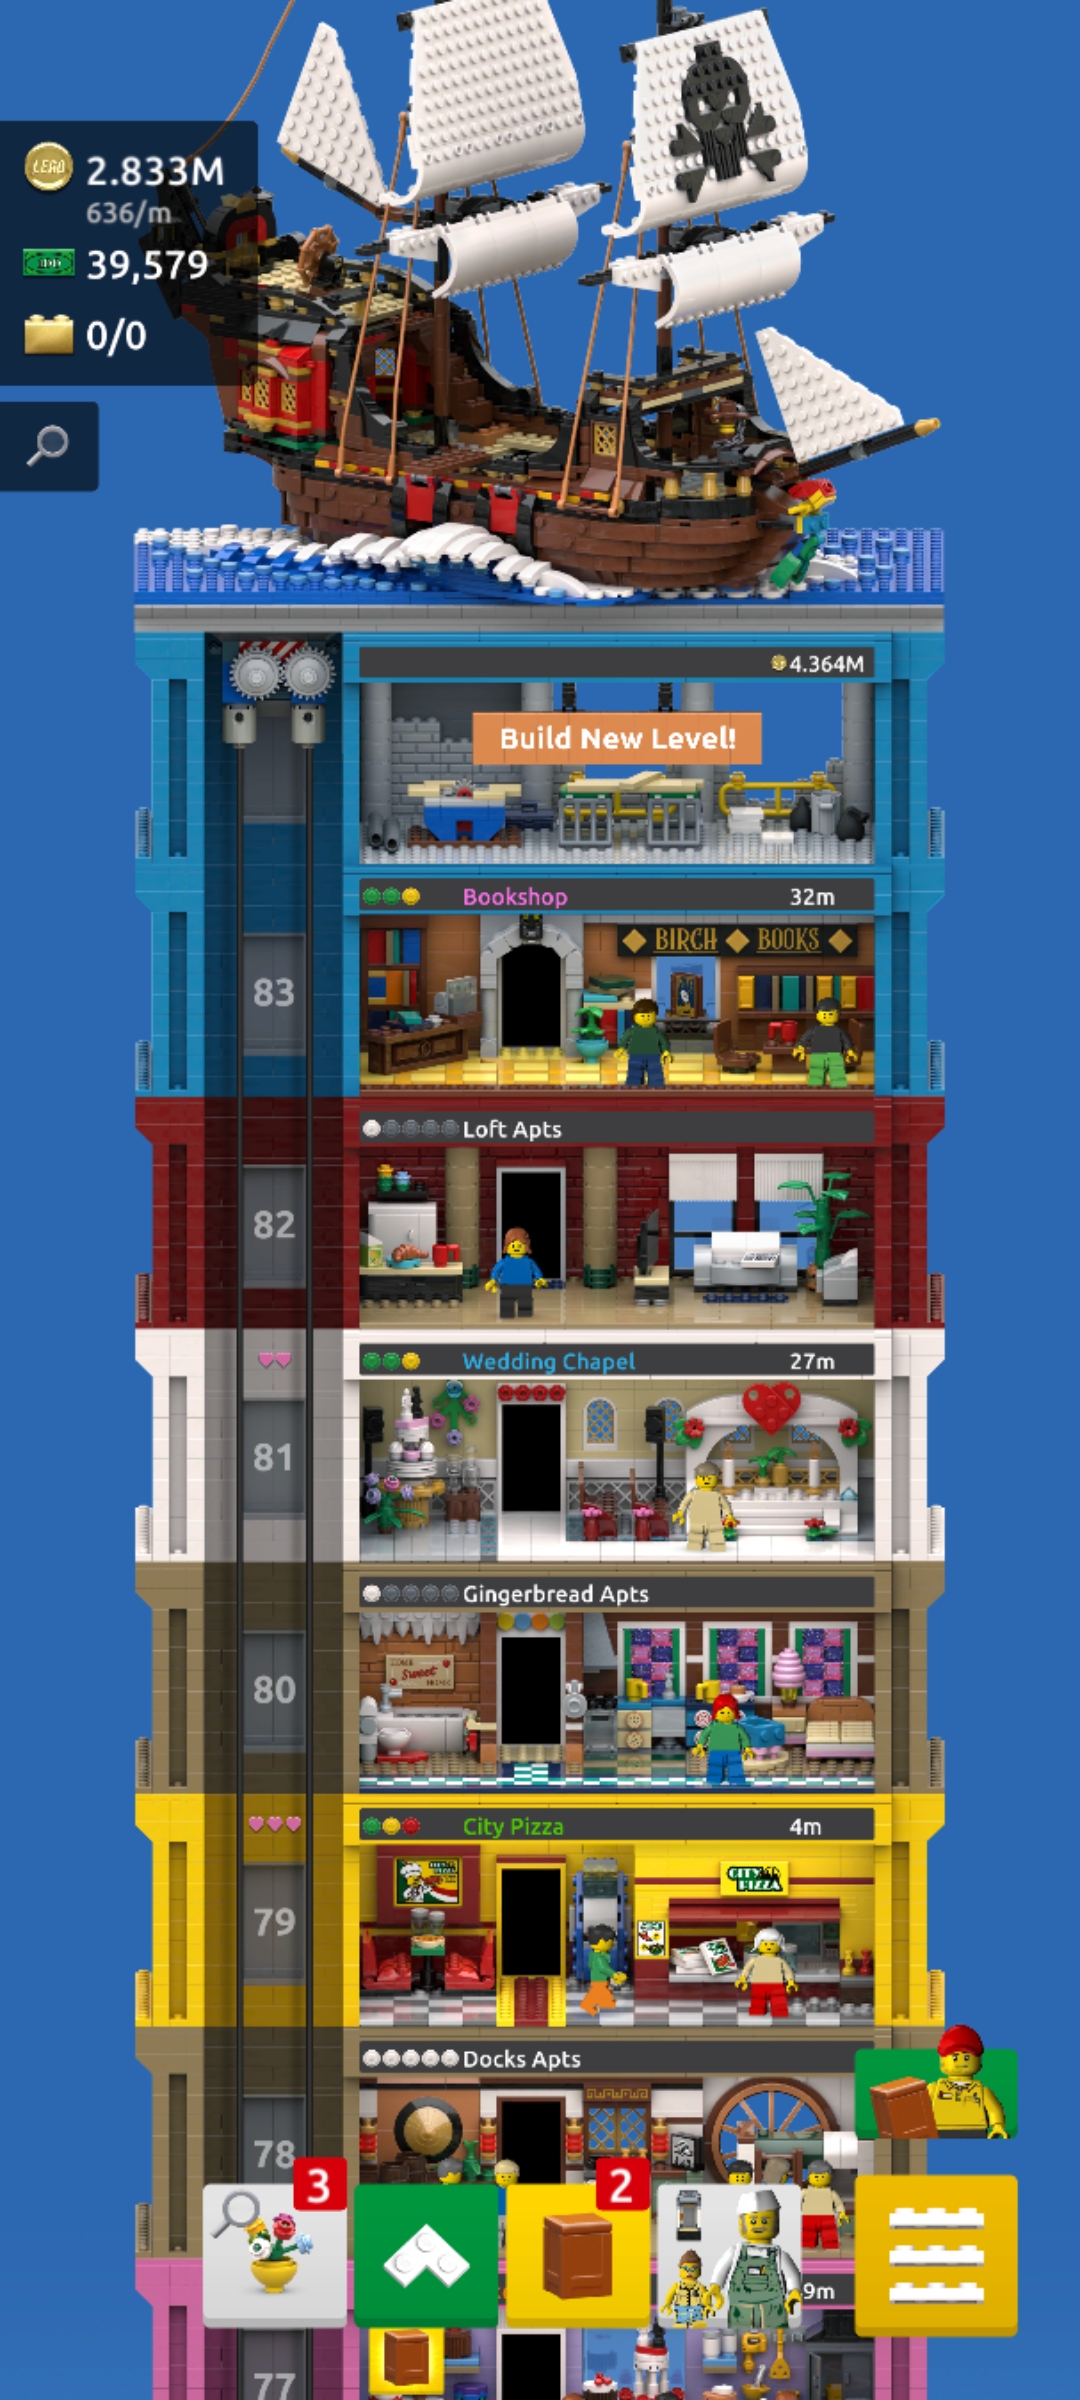 LEGO
2.833M
636/m
39,579
0/0
4.364M
Build New Level!
Bookshop 32m
BIRCH BOOKS
83
Loft Apts
82
Wedding Chapel 27m
81
Gingerbread Apts
HOME
Sweet
HOME
80
City Pizza 4m
CITY
PIZZA
79
Docks Apts
78
3
2
9m
77